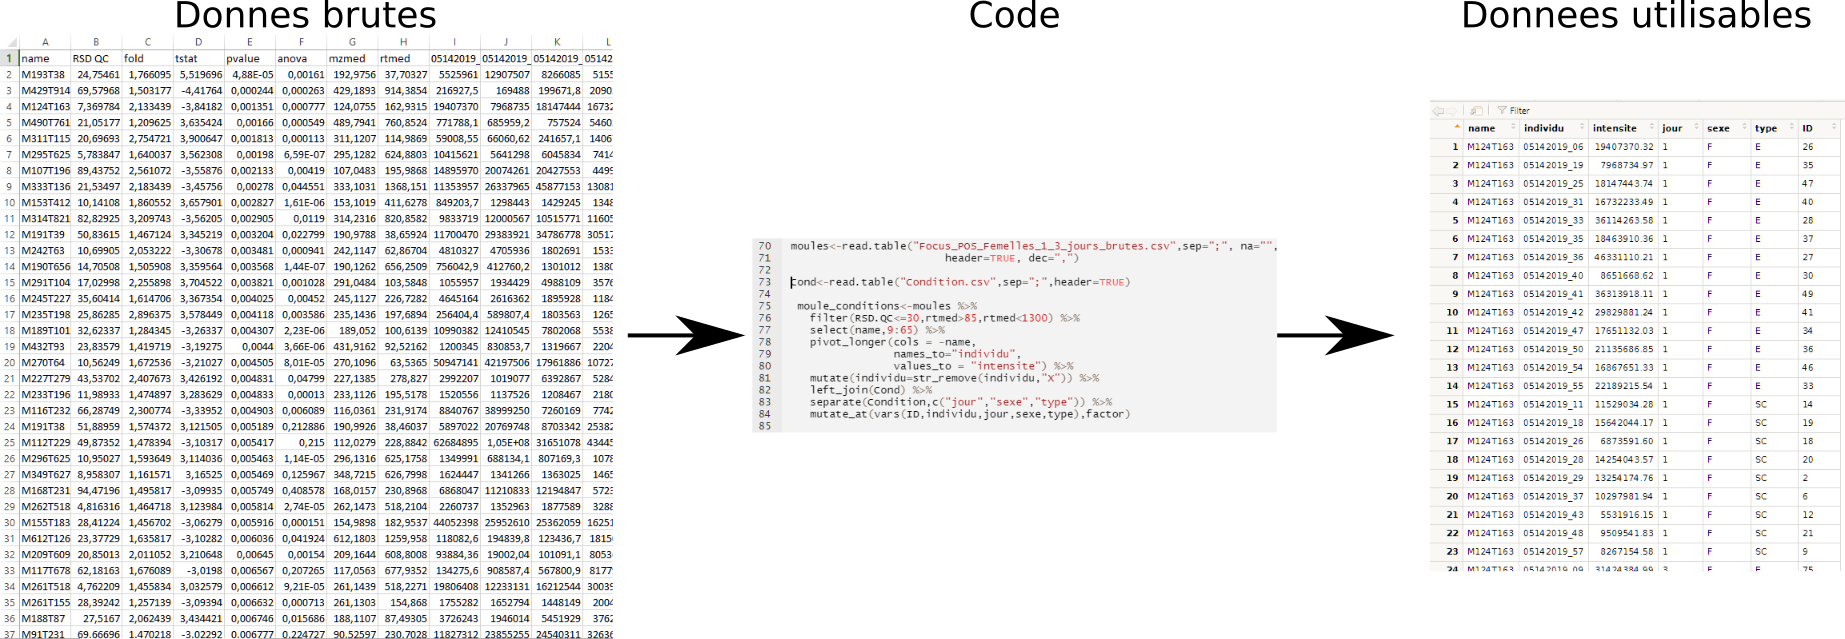 Donnes brutes
Code
Donnees utilisables
A B C D E F G H I J K L
1 name RSD QC fold tstat pvalue anova mzmed rtmed 05142019_ 05142019_ 05142019_ 05142
2 M193T38 24,75461 1,766095 5,519696 4,88E-05 0,00161 192,9756 37,70327 5525961 12907507 8266085 5155
3 M429T914 69,57968 1,503177 -4,41764 0,000244 0,000263 429,1893 914,3854 216927,5 169488 199671,8 2090
4 M124T163 7,369784 2,133439 -3,84182 0,001351 0,000777 124,0755 162,9315 19407370 7968735 18147444 16732
5 M490T761 21,05177 1,209625 3,635424 0,00166 0,000549 489,7941 760,8524 771788,1 685959,2 757524 5460
6 M311T115 20,69693 2,754721 3,900647 0,001813 0,000113 311,1207 114,9869 59008,55 66060,62 241657,1 1406
7 M295T625 5,783847 1,640037 3,562308 0,00198 6,59E-07 295,1282 624,8803 10415621 5641298 6045834 7414
8 M107T196 89,43752 2,561072 -3,55876 0,002133 0,00419 107,0483 195,9868 14895970 20074261 20427553 4499
9 M333T136 21,53497 2,183439 -3,45756 0,00278 0,044551 333,1031 1368,151 11353957 26337965 45877153 13081
10 M153T412 10,14108 1,860552 3,657901 0,002827 1,61E-06 153,1019 411,6278 849203,7 1298443 1429245 1348
11 M314T821 82,82925 3,209743 -3,56205 0,002905 0,0119 314,2316 820,8582 9833719 12000567 10515771 11605
12 M191T39 50,83615 1,467124 3,345219 0,003204 0,022799 190,9788 38,65924 11700470 29383921 34786778 30517
13 M242T63 10,69905 2,053222 -3,30678 0,003481 0,000941 242,1147 62,86704 4810327 4705936 1802691 1533
14 M190T656 14,70508 1,505908 3,359564 0,003568 1,44E-07 190,1262 656,2509 756042,9 412760,2 1301012 1380
15 M291T104 17,02998 2,255898 3,704522 0,003821 0,001028 291,0484 103,5848 1055957 1934429 4988109 3576
16 M245T227 35,60414 1,614706 3,367354 0,004025 0,00452 245,1127 226,7282 4645164 2616362 1895928 1184
17 M235T198 25,86285 2,896375 3,578449 0,004118 0,003586 235,1436 197,6894 256404,4 589807,4 1803563 1265
18 M189T101 32,62337 1,284345 -3,26337 0,004307 2,23E-06 189,052 100,6139 10990382 12410545 7802068 5538
19 M432T93 23,83579 1,419719 -3,19275 0,0044 3,66E-06 431,9162 92,52162 1200345 830853,7 1319667 2204
20 M270T64 10,56249 1,672536 -3,21027 0,004505 8,01E-05 270,1096 63,5365 50947141 42197506 17961886 10727
21 M227T279 43,53702 2,407673 3,426192 0,004831 0,04799 227,1385 278,827 2992207 1019077 6392867 5284
22 M233T196 11,98933 1,474897 3,283629 0,004833 0,00013 233,1126 195,5178 1520556 1137526 1208467 2180
23 M116T232 66,28749 2,300774 -3,33952 0,004903 0,006089 116,0361 231,9174 8840767 38999250 7260169 7742
24 M191T38 51,88959 1,574372 3,121505 0,005189 0,212886 190,9926 38,46037 5897022 20769748 8703342 25382
25 M112T229 49,87352 1,478394 -3,10317 0,005417 0,215 112,0279 228,8842 62684895 1,05E+08 31651078 43445
26 M296T625 10,95027 1,593649 3,114036 0,005463 1,14E-05 296,1316 625,1758 1349991 688134,1 807169,3 1078
27 M349T627 8,958307 1,161571 3,16525 0,005469 0,125967 348,7215 626,7998 1624447 1341266 1363025 1465
28 M168T231 94,47196 1,495817 -3,09935 0,005749 0,408578 168,0157 230,8968 6868047 11210833 12194847 5723
29 M262T518 4,816316 1,464718 3,123984 0,005814 2,74E-05 262,1473 518,2104 2260737 1352963 1877589 3288
30 M155T183 28,41224 1,456702 -3,06279 0,005916 0,000151 154,9898 182,9537 44052398 25952610 25362059 16251
31 M612T126 23,37729 1,635817 -3,10282 0,006036 0,041924 612,1803 1259,958 118082,6 194839,8 123436,7 1815
32 M209T609 20,85013 2,011052 3,210648 0,00645 0,00154 209,1644 608,8008 93884,36 19002,04 101091,1 8053
33 M117T678 62,18163 1,676089 -3,0198 0,006567 0,207265 117,0563 677,9352 134275,6 908587,4 567800,9 8177
34 M261T518 4,762209 1,455834 3,032579 0,006612 9,21E-05 261,1439 518,2271 19806408 12233131 16212544 30039
35 M261T155 28,39242 1,257139 -3,09394 0,006632 0,000713 261,1303 154,868 1755282 1652794 1448149 2004
36 M188T87 27,5167 2,062439 3,434421 0,006746 0,015686 188,1107 87,49305 3726243 1946014 5451929 3762
M91T231 69,66696 1,470218 -3,02292 0,006777 0,224727 90,52597 230,7028 11827312 23855255 24540311 32636
70 moules<-read.table("Focus_POS_Femelles_1_3_jours_brutes.csv",sep=";", na="",
71 header=TRUE, dec=",")
72
73 Cond<-read.table("Condition.csv",sep=";",header=TRUE)
74
75 moule_conditions<-moules %>%
76 filter(RSD.QC<=30,rtmed>85,rtmed<1300) %>%
77 select(name,9:65) %>%
78 pivot_longer(cols = -name,
79 names_to="individu",
80 values_to = "intensite") %>%
81 mutate(individu=str_remove(individu,"X")) %>%
82 left_join(Cond) %>%
83 separate(Condition,c("jour","sexe","type")) %>%
84 mutate_at(vars(ID,individu,jour,sexe,type),factor)
85
Filter
name individu intensite jour sexe type ID
1 M124T163 05142019_06 19407370.32 1 F E 26
2 M124T163 05142019_19 7968734.97 1 F E 35
3 M124T163 05142019_25 18147443.74 1 F E 47
4 M124T163 05142019_31 16732233.49 1 F E 40
5 M124T163 05142019_33 36114263.58 1 F E 28
6 M124T163 05142019_35 18463910.36 1 F E 37
7 M124T163 05142019_36 46331110.21 1 F E 27
8 M124T163 05142019_40 8651668.62 1 F E 30
9 M124T163 05142019_41 36313918.11 1 F E 49
10 M124T163 05142019_42 29829881.24 1 F E 41
11 M124T163 05142019_47 17651132.03 1 F E 34
12 M124T163 05142019_50 21135686.85 1 F E 36
13 M124T163 05142019_54 16867651.33 1 F E 46
14 M124T163 05142019_55 22189215.54 1 F E 33
15 M124T163 05142019_11 11529034.28 1 F SC 14
16 M124T163 05142019_18 15642044.17 1 F SC 19
17 M124T163 05142019_26 6873591.60 1 F SC 18
18 M124T163 05142019_28 14254043.57 1 F SC 20
19 M124T163 05142019_29 13254174.76 1 F SC 2
20 M124T163 05142019_37 10297981.94 1 F SC 6
21 M124T163 05142019_43 5531916.15 1 F SC 12
22 M124T163 05142019_48 9509541.83 1 F SC 21
23 M124T163 05142019_57 8267154.58 1 F SC 9
24 M124T163 05142019_09 31424384.99 3 F E 75